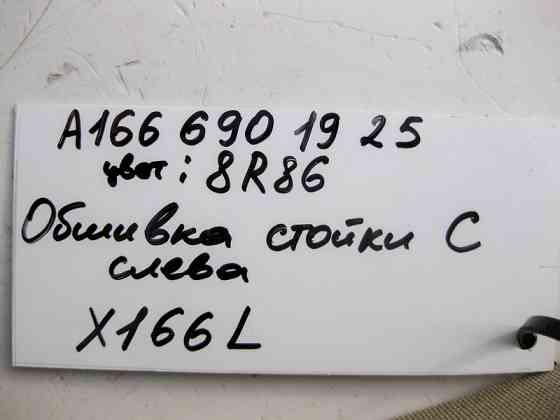 A166 690 19 25
цвет: 8R86
Обшивка стойки С
слева
X166L